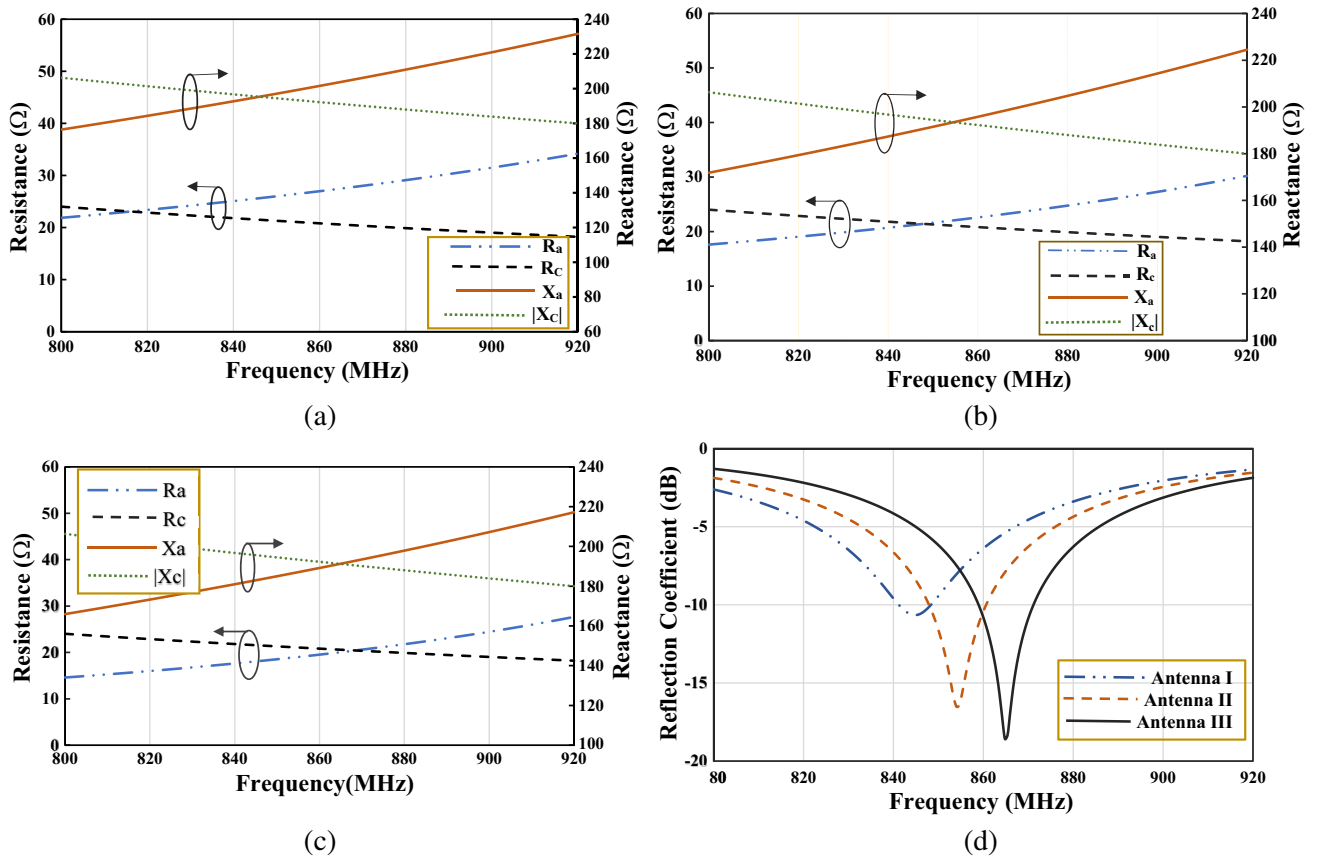 60
50
40
30
20
10
0
240
220
200
180
160
140
120
100
80
60
800
820
840
860
880
900
920
Resistance (Ω)
Reactance (Ω)
Frequency (MHz)
Ra
RC
Xa
|XC|
(a)
60
50
40
30
20
10
0
240
220
200
180
160
140
120
100
800
820
840
860
880
900
920
Resistance (Ω)
Reactance (Ω)
Frequency (MHz)
Ra
Rc
Xa
|Xc|
(b)
60
50
40
30
20
10
0
240
220
200
180
160
140
120
100
800
820
840
860
880
900
920
Resistance (Ω)
Reactance (Ω)
Frequency(MHz)
Ra
Rc
Xa
|Xc|
(c)
0
-5
-10
-15
-20
80
820
840
860
880
900
920
Reflection Coefficient (dB)
Frequency (MHz)
Antenna I
Antenna II
Antenna III
(d)